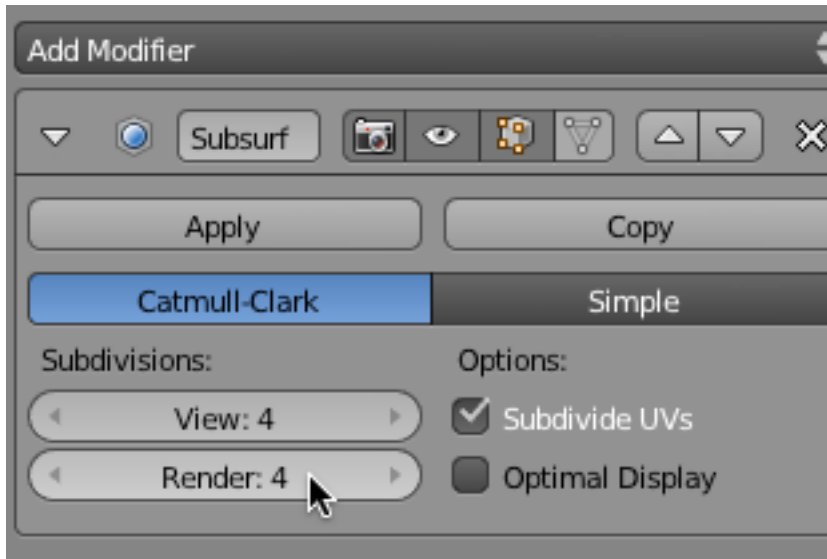 Add Modifier
Subsurf
Apply Copy
Catmull-Clark Simple
Subdivisions: Options:
View: 4 Subdivide UVs
Render: 4 Optimal Display